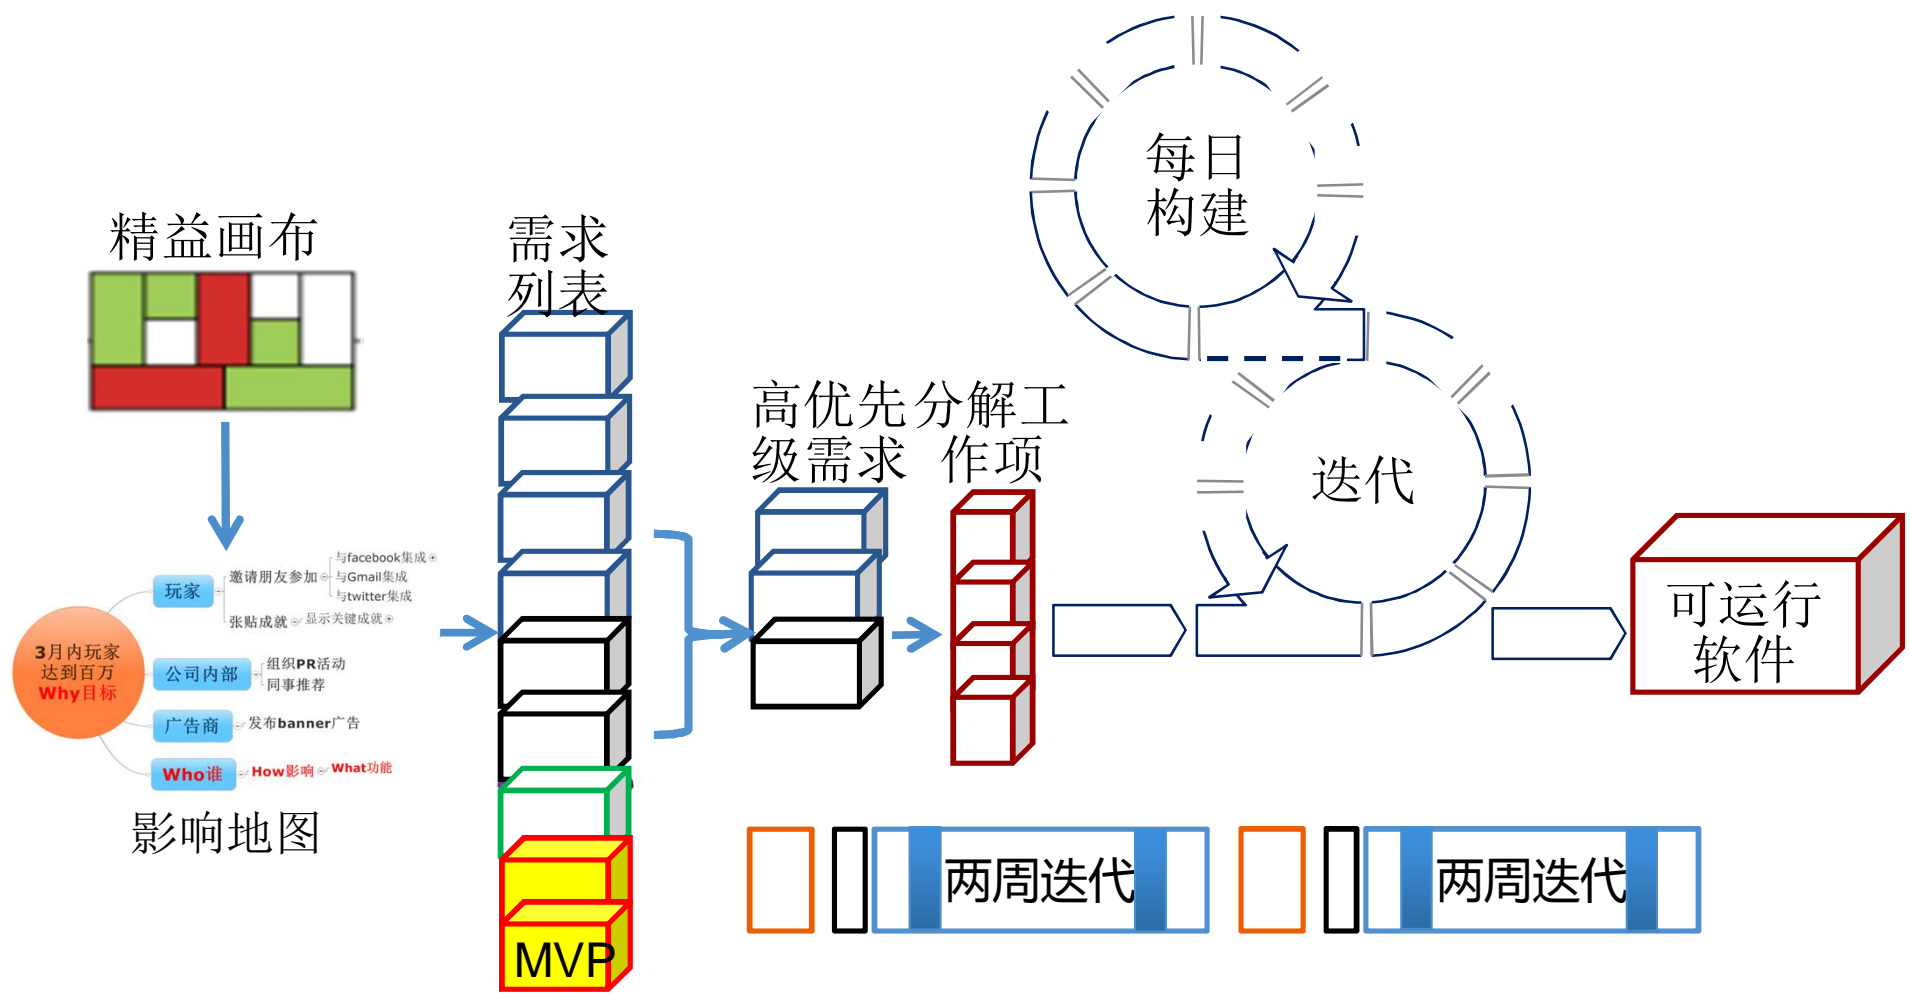 精益画布
与facebook集成
邀请朋友参加
与Gmail集成
与twitter集成
玩家
张贴成就
显示关键成就
3月内玩家
达到百万
Why目标
公司内部
组织PR活动
同事推荐
广告商
发布banner广告
Who谁
How影响
What功能
影响地图
需求
列表
MVP
高优先
级需求
分解工
作项
每日
构建
迭代
可运行
软件
两周迭代
两周迭代